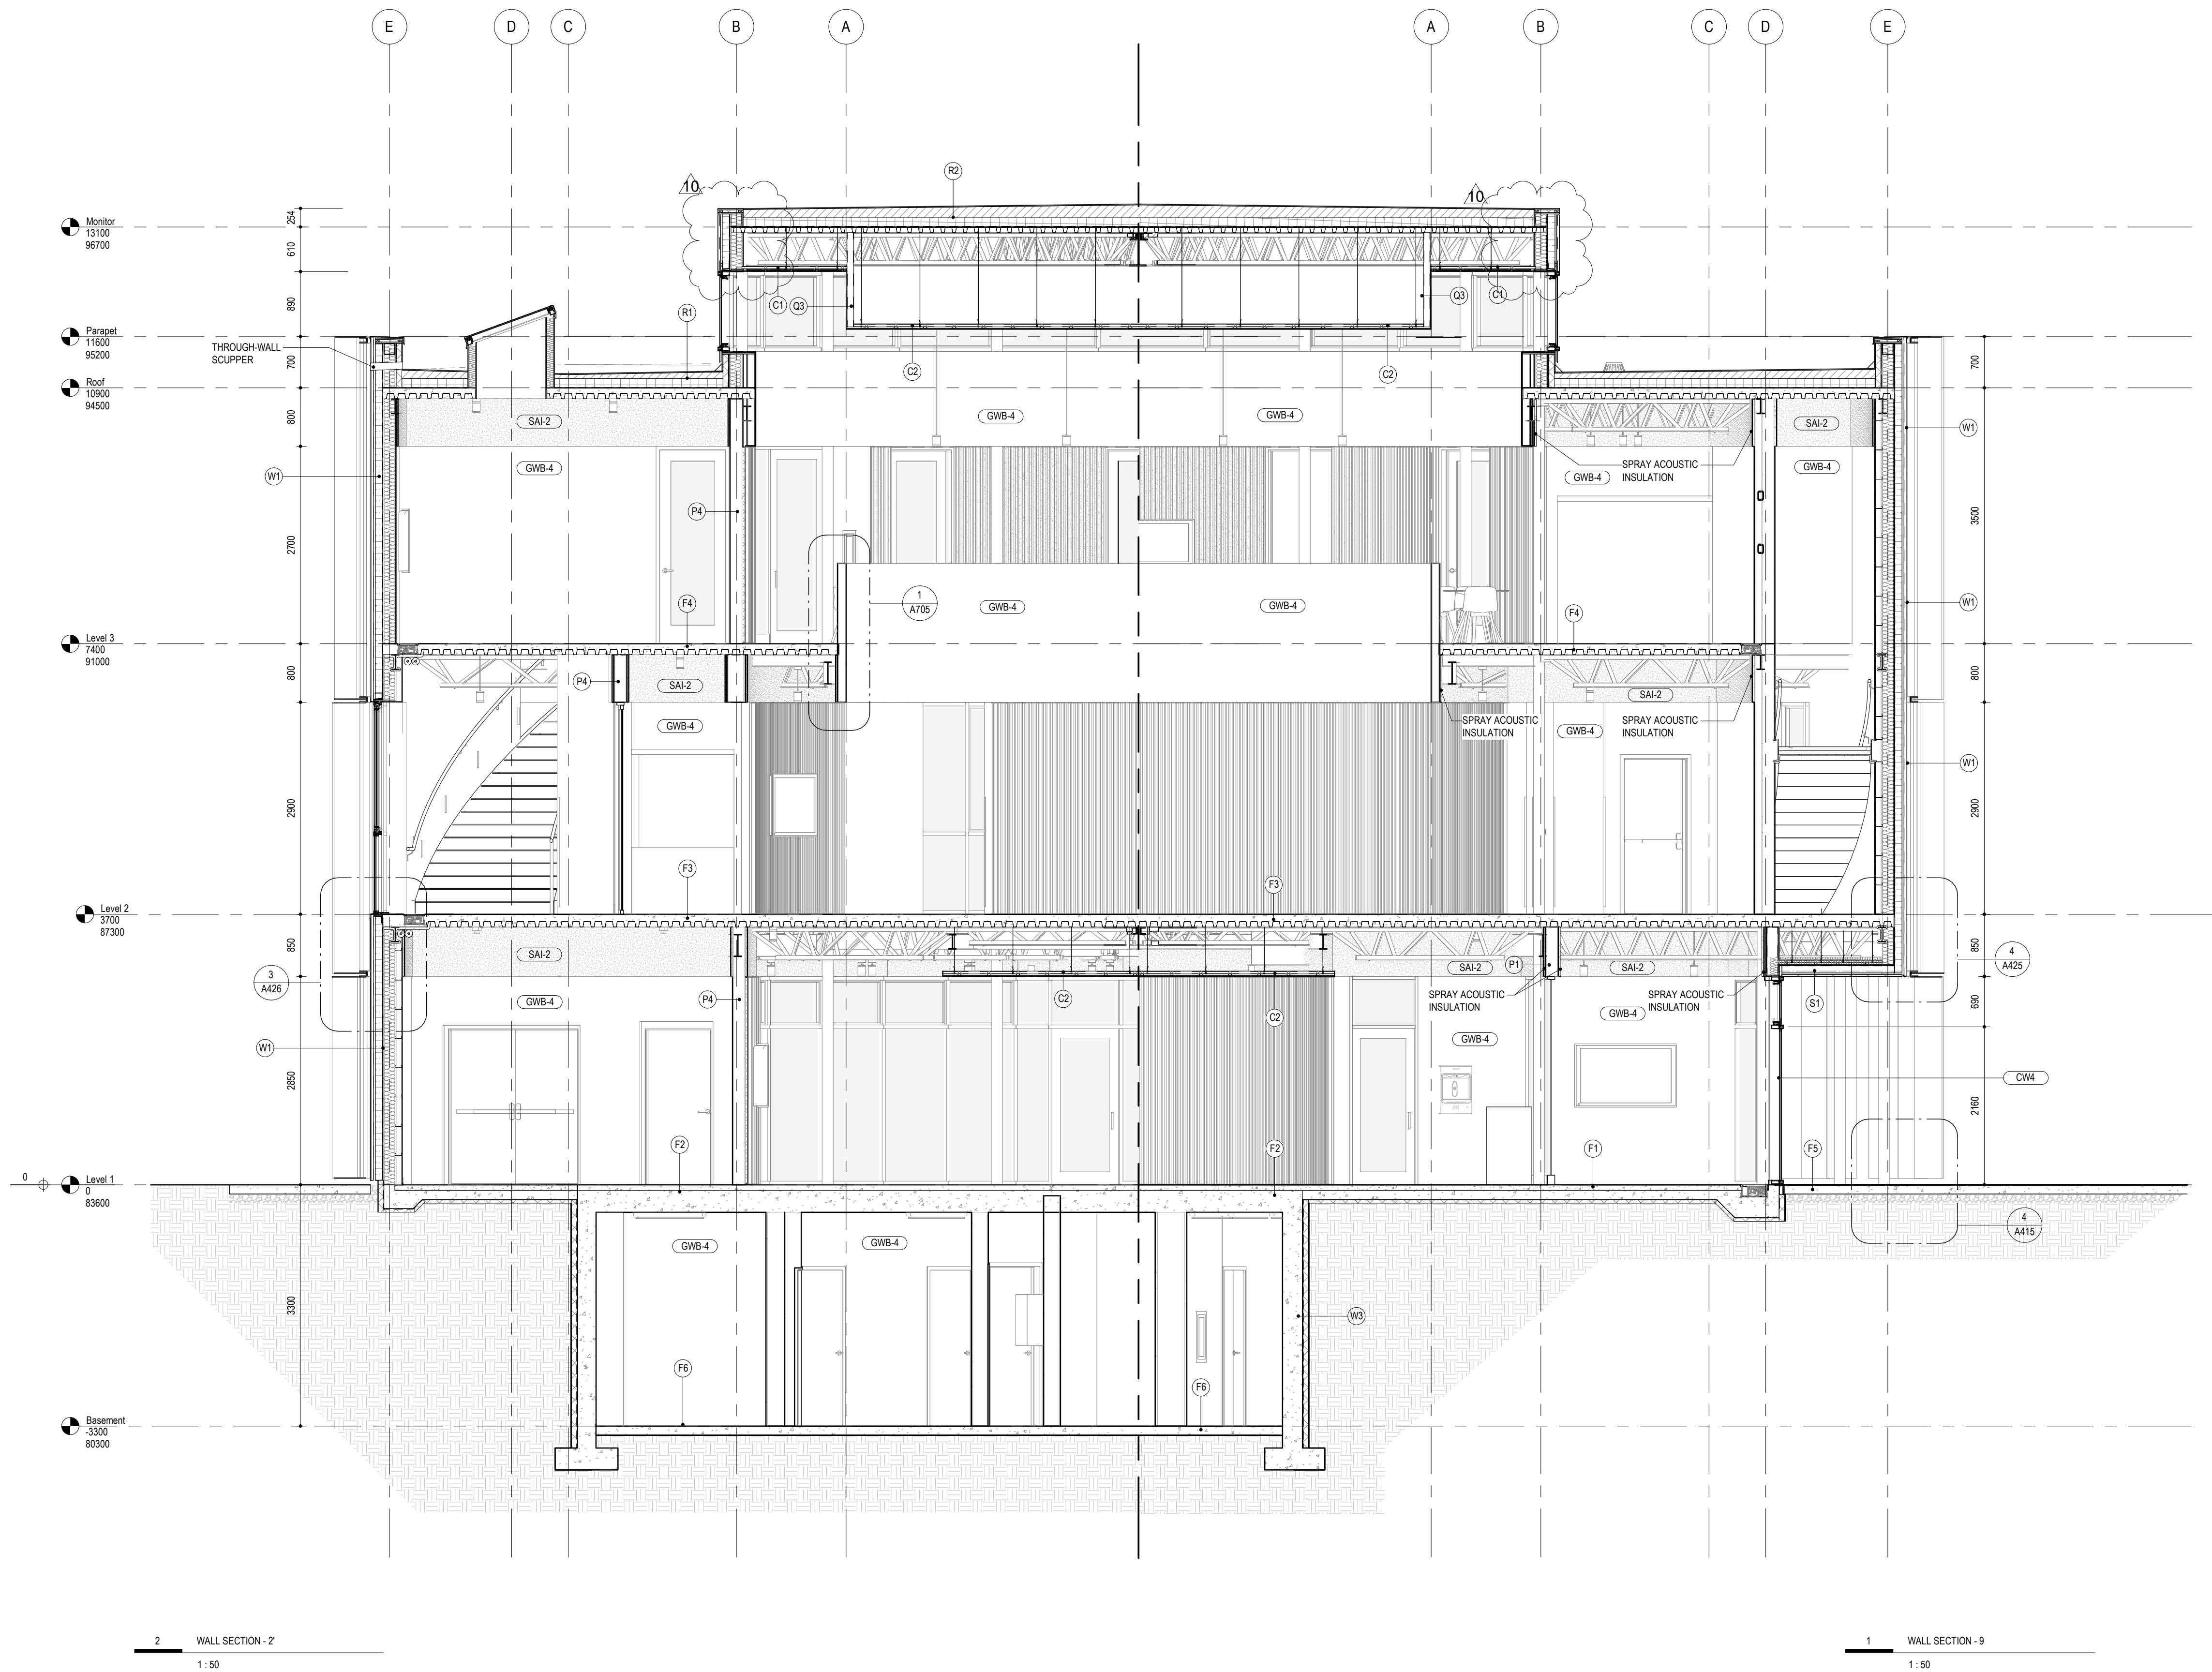 E
D
C
B
A
A
B
C
D
E
R2
10
10
Monitor
13100
96700
254
610
890
C1
Q3
Q3
C1
R1
Parapet
11600
95200
THROUGH-WALL
SCUPPER
700
C2
C2
700
Roof
10900
94500
800
SAI-2
GWB-4
GWB-4
SAI-2
W1
SPRAY ACOUSTIC
INSULATION
GWB-4
GWB-4
GWB-4
W1
P4
2700
3500
1
A705
F4
GWB-4
GWB-4
F4
W1
Level 3
7400
91000
800
P4
SAI-2
SAI-2
800
GWB-4
SPRAY ACOUSTIC
INSULATION
SPRAY ACOUSTIC
INSULATION
GWB-4
W1
2900
2900
F3
F3
Level 2
3700
87300
850
SAI-2
P1
SAI-2
SAI-2
850
3
A426
4
A425
GWB-4
P4
C2
C2
SPRAY ACOUSTIC
INSULATION
SPRAY ACOUSTIC
INSULATION
S1
690
GWB-4
GWB-4
W1
2850
CW4
2160
F2
F2
F1
F5
0
Level 1
0
83600
4
A415
GWB-4
GWB-4
3300
W3
F6
F6
Basement
-3300
80300
2
WALL SECTION - 2'
1 : 50
1
WALL SECTION - 9
1 : 50